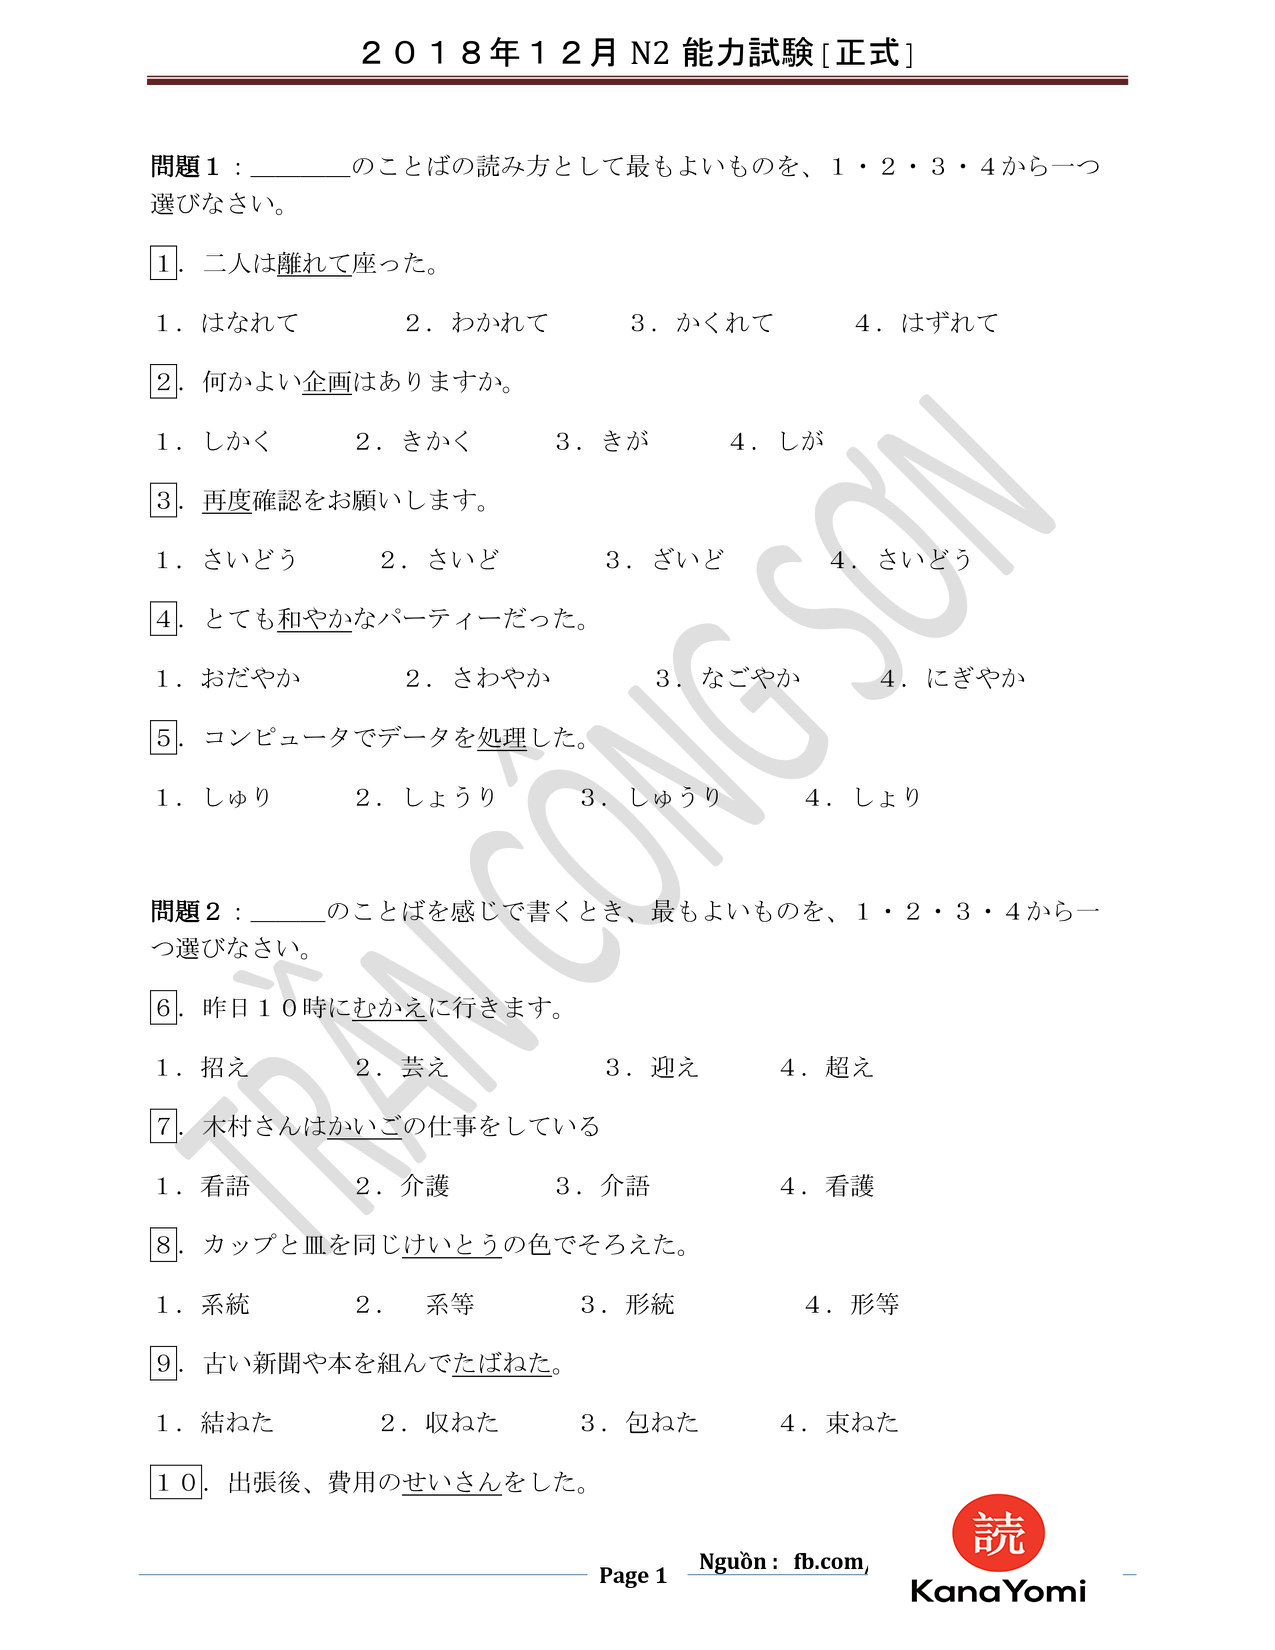 ２０１８年１２月 N2 能力試験[正式]
問題１：________のことばの読み方として最もよいものを、１・２・３・４から一つ
選びなさい。
1. 二人は離れて座った。
１．はなれて ２．わかれて ３．かくれて ４．はずれて
2. 何かよい企画はありますか。
１．しかく ２．きかく ３．きが ４．しが
3. 再度確認をお願いします。
１．さいどう ２．さいど ３．ざいど ４．さいどう
4. とても和やかなパーティーだった。
１．おだやか ２．さわやか ３．なごやか ４．にぎやか
5. コンピュータでデータを処理した。
１．しゅり ２．しょうり ３．しゅうり ４．しょり
問題２：______のことばを感じで書くとき、最もよいものを、１・２・３・４から一
つ選びなさい。
6. 昨日１０時にむかえに行きます。
１．招え ２．芸え ３．迎え ４．超え
7. 木村さんはかいごの仕事をしている
１．看語 ２．介護 ３．介語 ４．看護
8. カップと皿を同じけいとうの色でそろえた。
１．系統 ２． 系等 ３．形統 ４．形等
9. 古い新聞や本を組んでたばねた。
１．結ねた ２．収ねた ３．包ねた ４．束ねた
１０. 出張後、費用のせいさんをした。
TRẦN CÔNG SƠN
Page 1
Nguồn : fb.com/
読
KanaYomi